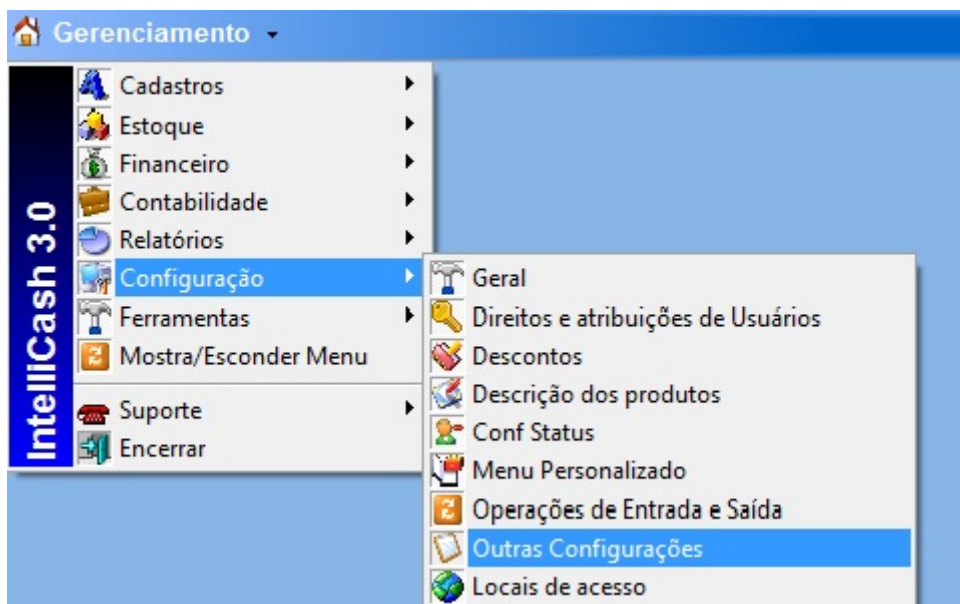 Gerenciamento
IntelliCash 3.0
Cadastros
Estoque
Financeiro
Contabilidade
Relatórios
Configuração
Ferramentas
Mostra/Esconder Menu
Suporte
Encerrar
Geral
Direitos e atribuições de Usuários
Descontos
Descrição dos produtos
Conf Status
Menu Personalizado
Operações de Entrada e Saída
Outras Configurações
Locais de acesso